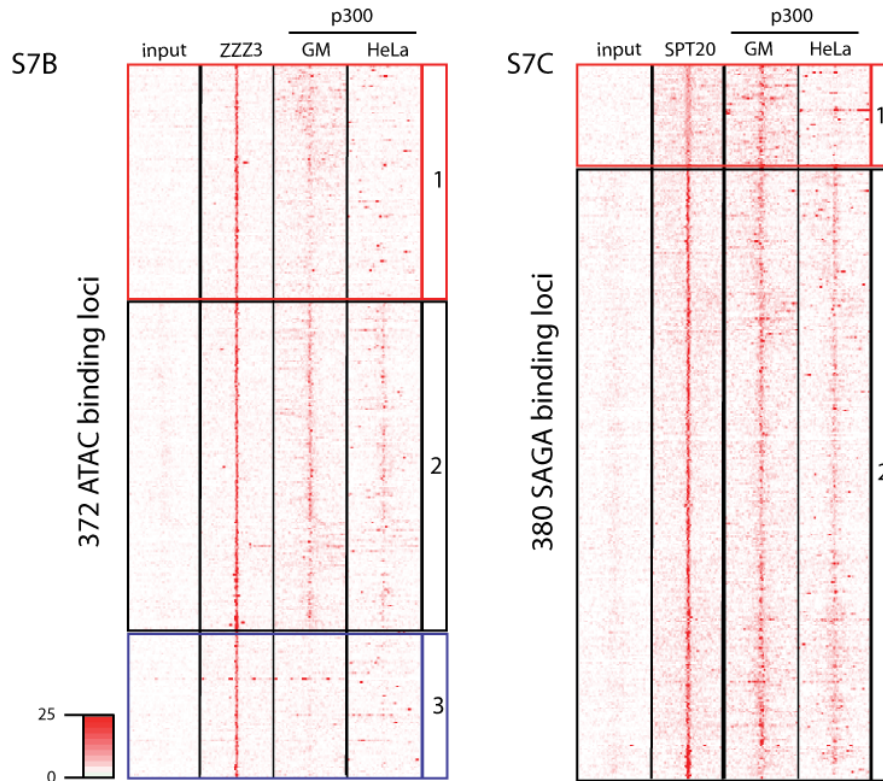 S7B
p300
input ZZZ3 GM HeLa
372 ATAC binding loci
1
2
3
25
0
S7C
p300
input SPT20 GM HeLa
380 SAGA binding loci
1
2